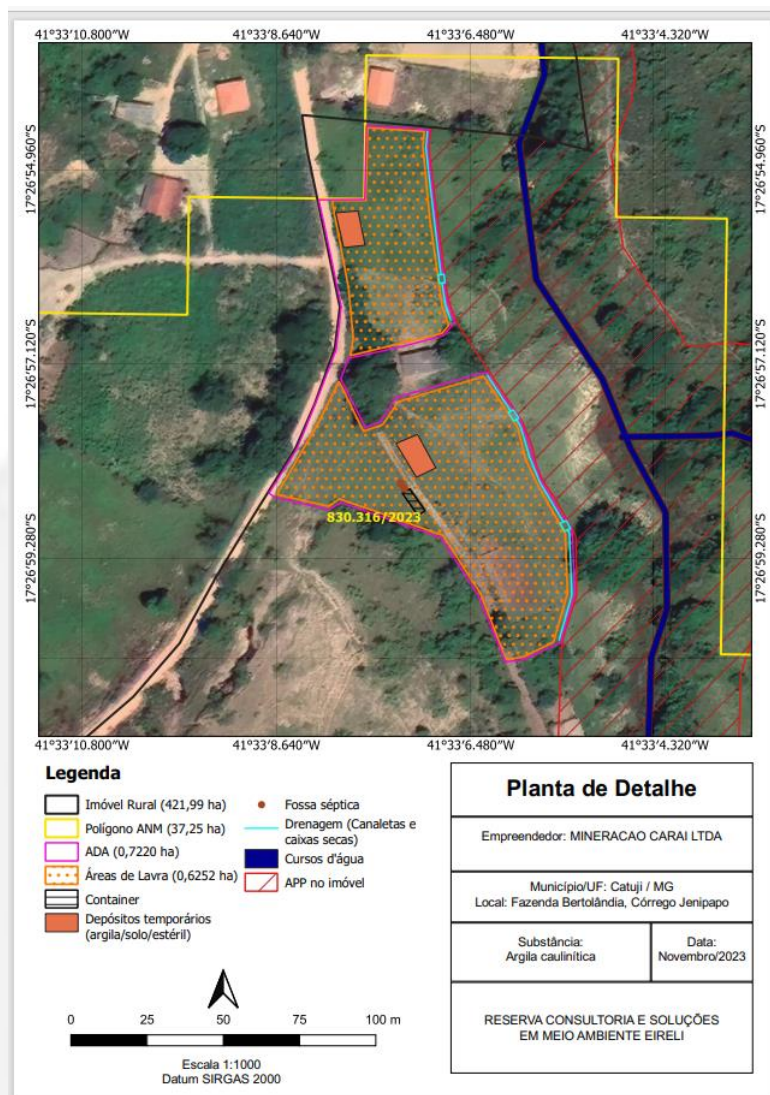 41°33′10.800″W 41°33′8.640″W 41°33′6.480″W 41°33′4.320″W
17°26′54.960″S 17°26′54.960″S
17°26′57.120″S 17°26′57.120″S
830.316/2023
17°26′59.280″S 17°26′59.280″S
41°33′10.800″W 41°33′8.640″W 41°33′6.480″W 41°33′4.320″W
Legenda
Imóvel Rural (421,99 ha)
Polígono ANM (37,25 ha)
ADA (0,7220 ha)
Áreas de Lavra (0,6252 ha)
Container
Depósitos temporários
(argila/solo/estéril)
Fossa séptica
Drenagem (Canaletas e
caixas secas)
Cursos d'água
APP no imóvel
0 25 50 75 100 m
Escala 1:1000
Datum SIRGAS 2000
Planta de Detalhe
Empreendedor: MINERACAO CARAI LTDA
Município/UF: Catuji / MG
Local: Fazenda Bertolândia, Córrego Jenipapo
Substância:
Argila caulinítica
Data:
Novembro/2023
RESERVA CONSULTORIA E SOLUÇÕES
EM MEIO AMBIENTE EIRELI